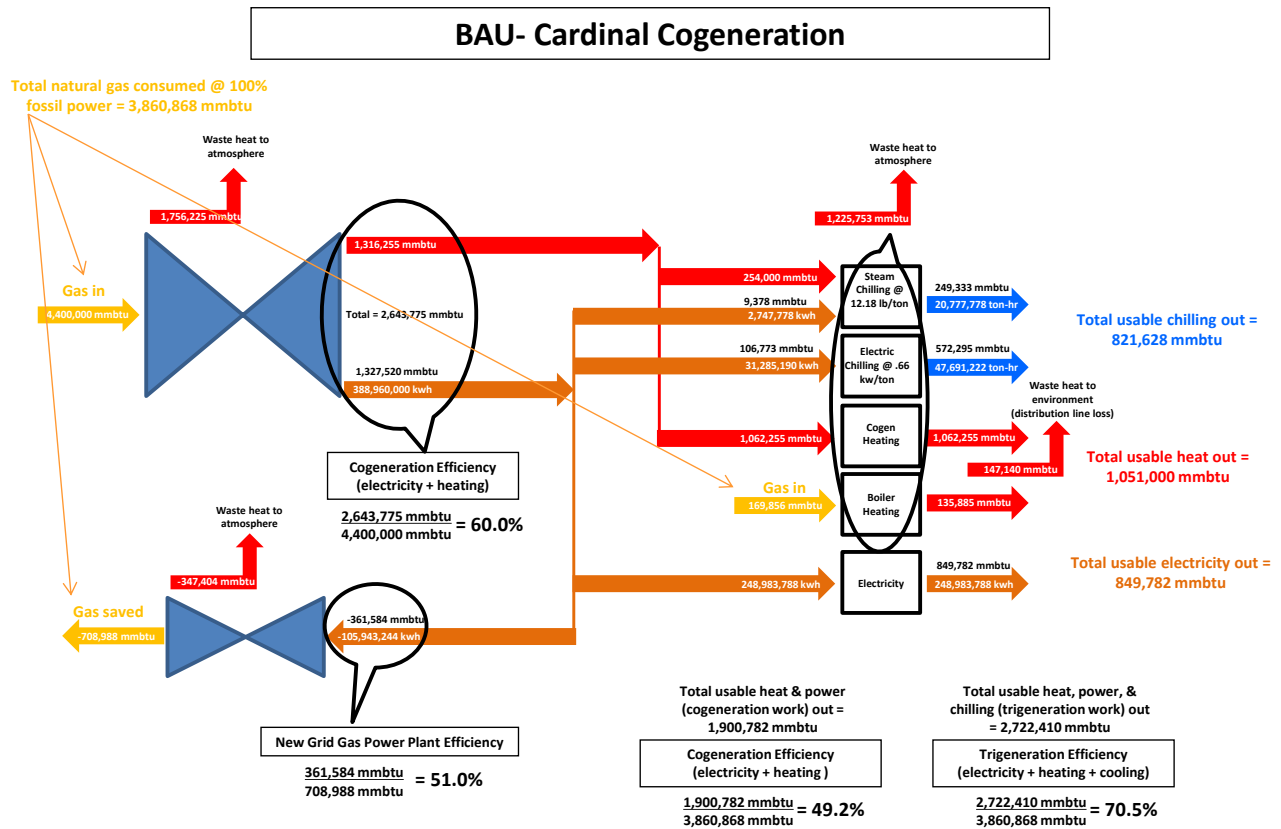 BAU- Cardinal Cogeneration
Total natural gas consumed @ 100%
fossil power = 3,860,868 mmbtu
Waste heat to
atmosphere
1,756,225 mmbtu
Gas in
4,400,000 mmbtu
1,316,255 mmbtu
Total = 2,643,775 mmbtu
1,327,520 mmbtu
388,960,000 kwh
Cogeneration Efficiency
(electricity + heating)
2,643,775 mmbtu
4,400,000 mmbtu
= 60.0%
Waste heat to
atmosphere
-347,404 mmbtu
Gas saved
-708,988 mmbtu
-361,584 mmbtu
-105,943,244 kwh
New Grid Gas Power Plant Efficiency
361,584 mmbtu
708,988 mmbtu
= 51.0%
Waste heat to
atmosphere
1,225,753 mmbtu
254,000 mmbtu
9,378 mmbtu
2,747,778 kwh
Steam
Chilling @
12.18 lb/ton
249,333 mmbtu
20,777,778 ton-hr
106,773 mmbtu
31,285,190 kwh
Electric
Chilling @ .66
kw/ton
572,295 mmbtu
47,691,222 ton-hr
Total usable chilling out =
821,628 mmbtu
Waste heat to
environment
(distribution line loss)
1,062,255 mmbtu
Cogen
Heating
1,062,255 mmbtu
147,140 mmbtu
Total usable heat out =
1,051,000 mmbtu
Gas in
169,856 mmbtu
Boiler
Heating
135,885 mmbtu
248,983,788 kwh
Electricity
849,782 mmbtu
248,983,788 kwh
Total usable electricity out =
849,782 mmbtu
Total usable heat & power
(cogeneration work) out =
1,900,782 mmbtu
Cogeneration Efficiency
(electricity + heating )
1,900,782 mmbtu
3,860,868 mmbtu
= 49.2%
Total usable heat, power, &
chilling (trigeneration work) out
= 2,722,410 mmbtu
Trigeneration Efficiency
(electricity + heating + cooling)
2,722,410 mmbtu
3,860,868 mmbtu
= 70.5%